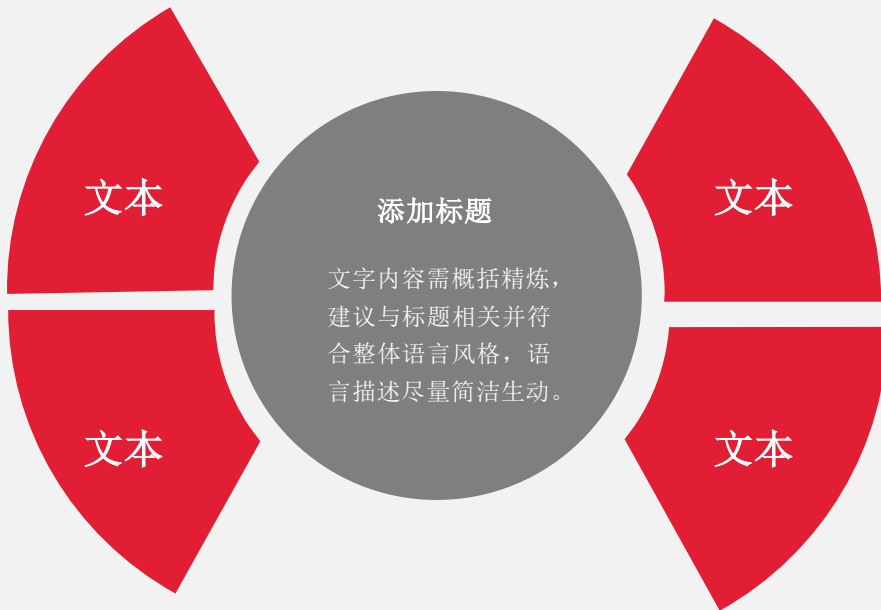 文本
文本
添加标题
文字内容需概括精炼，
建议与标题相关并符
合整体语言风格，语
言描述尽量简洁生动。
文本
文本